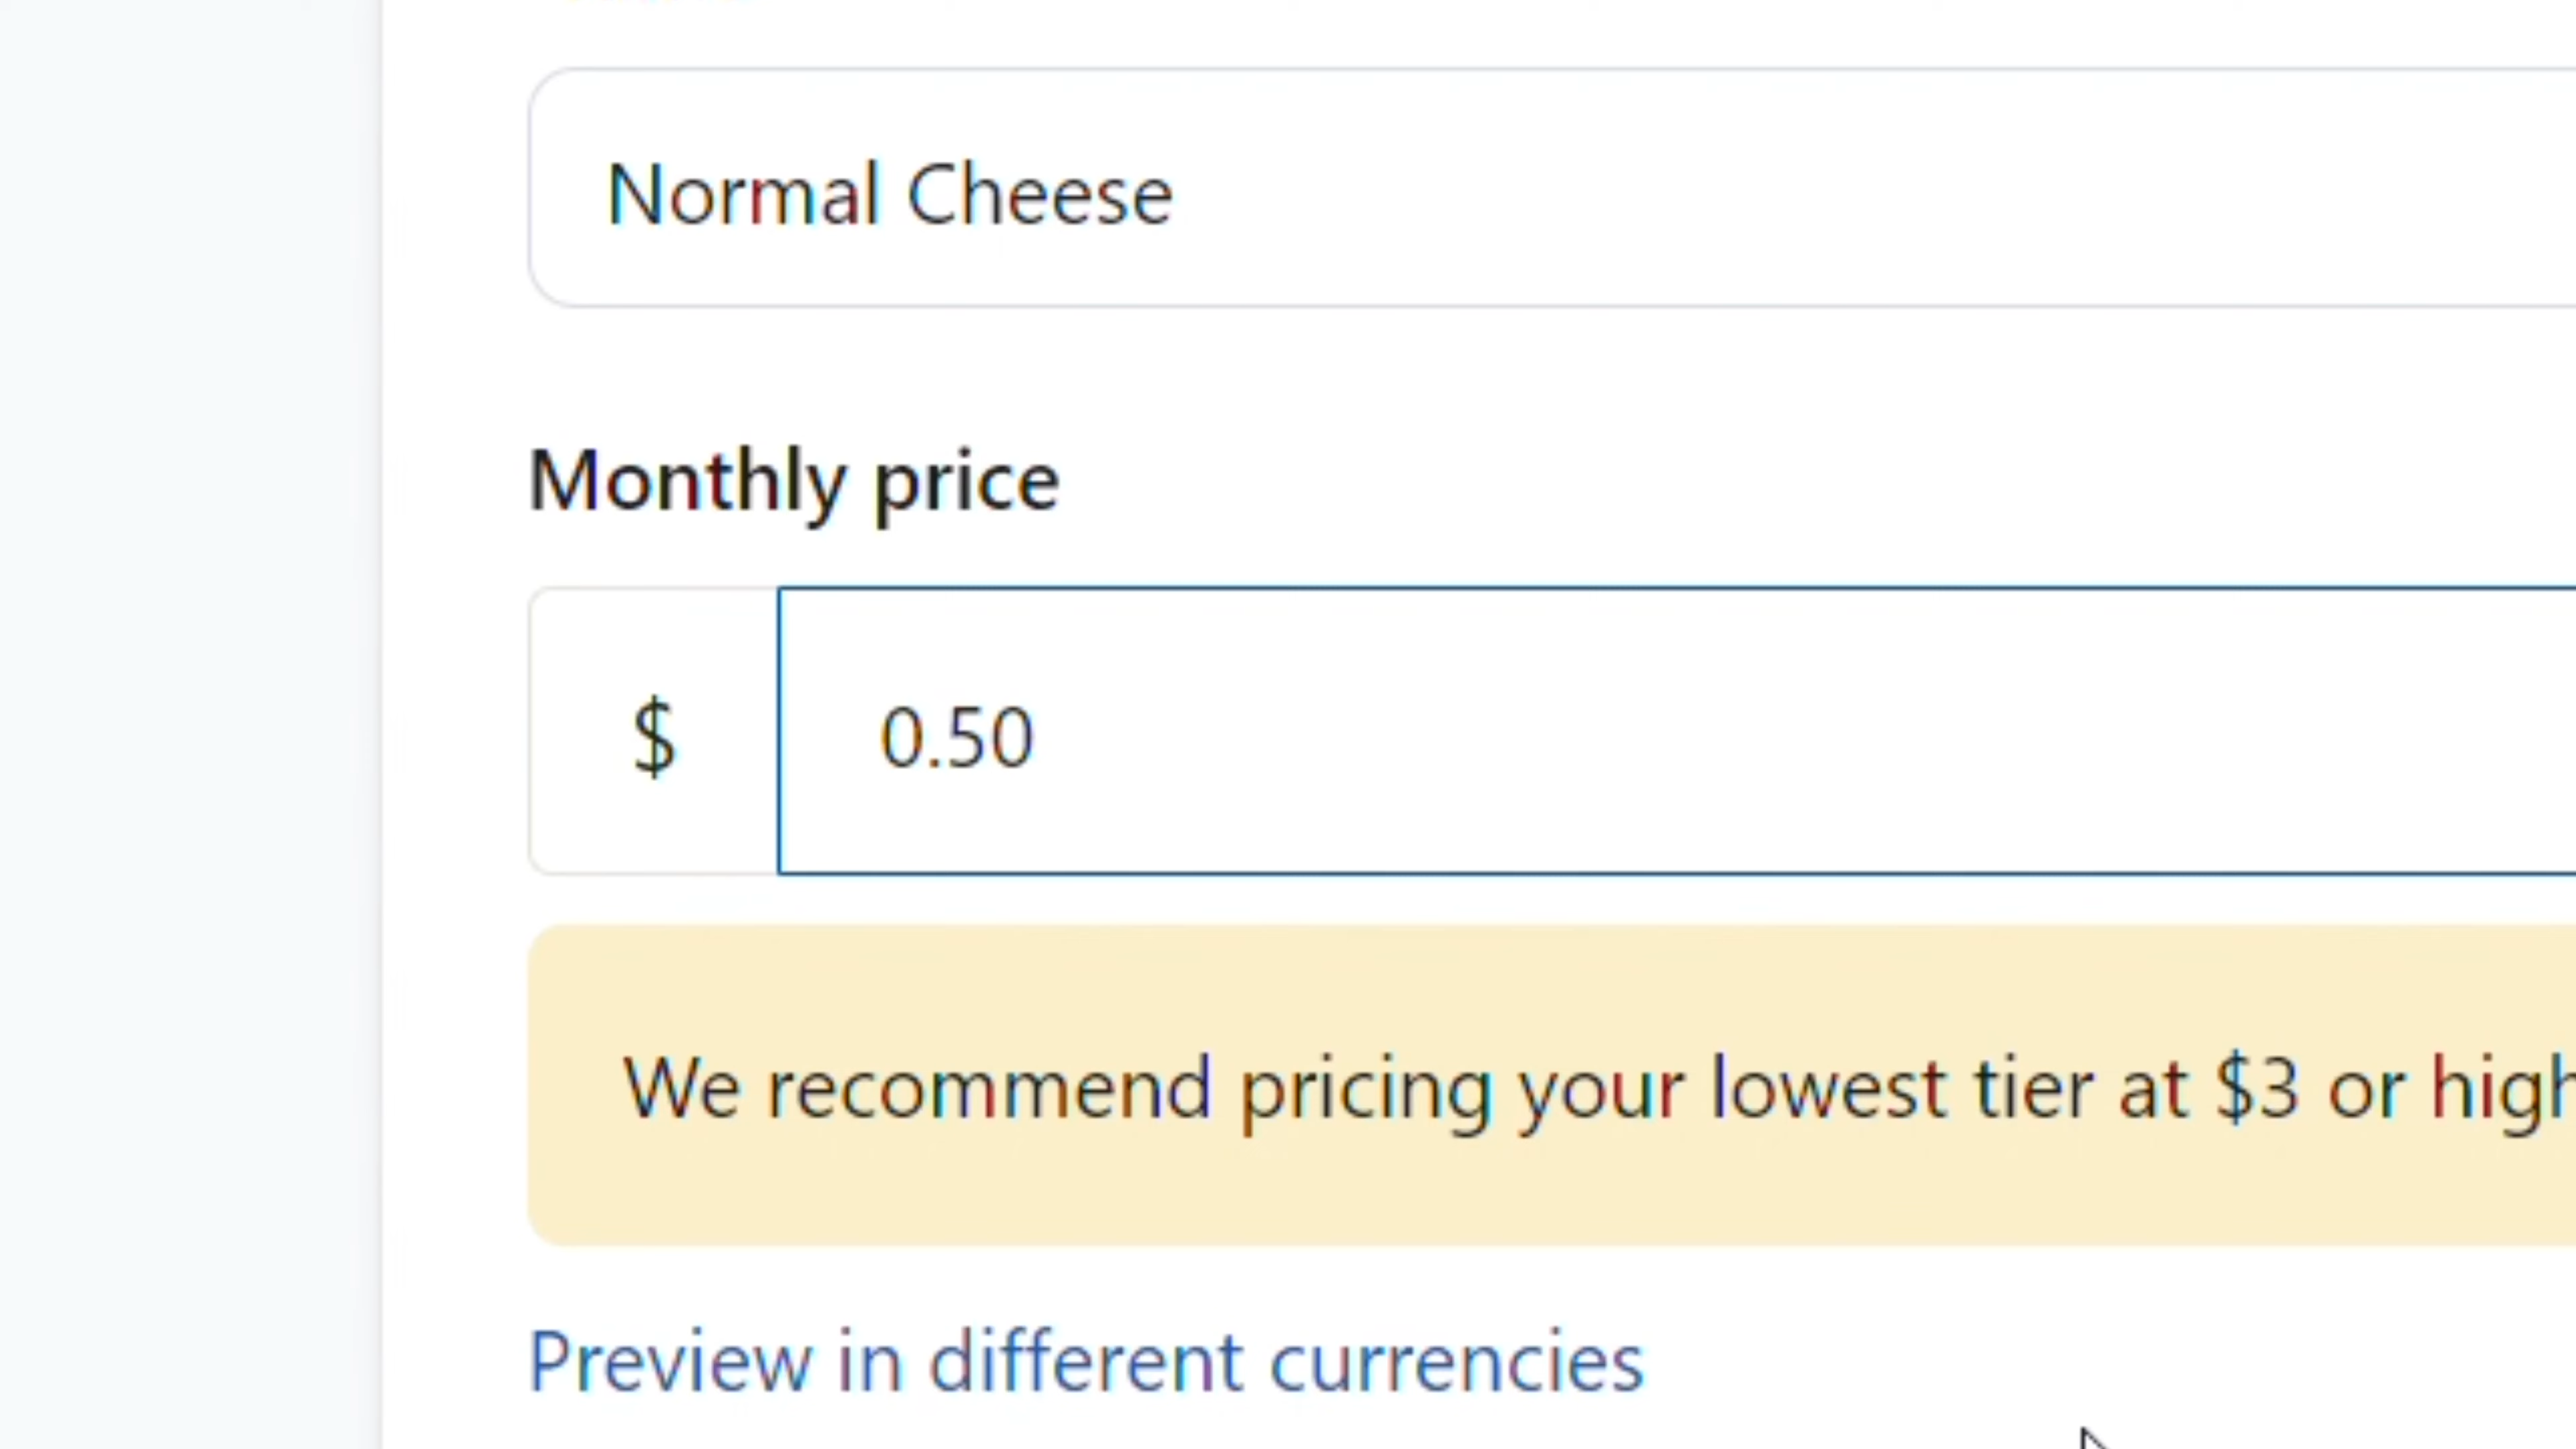 Normal Cheese
Monthly price
$ 0.50
We recommend pricing your lowest tier at $3 or high
Preview in different currencies